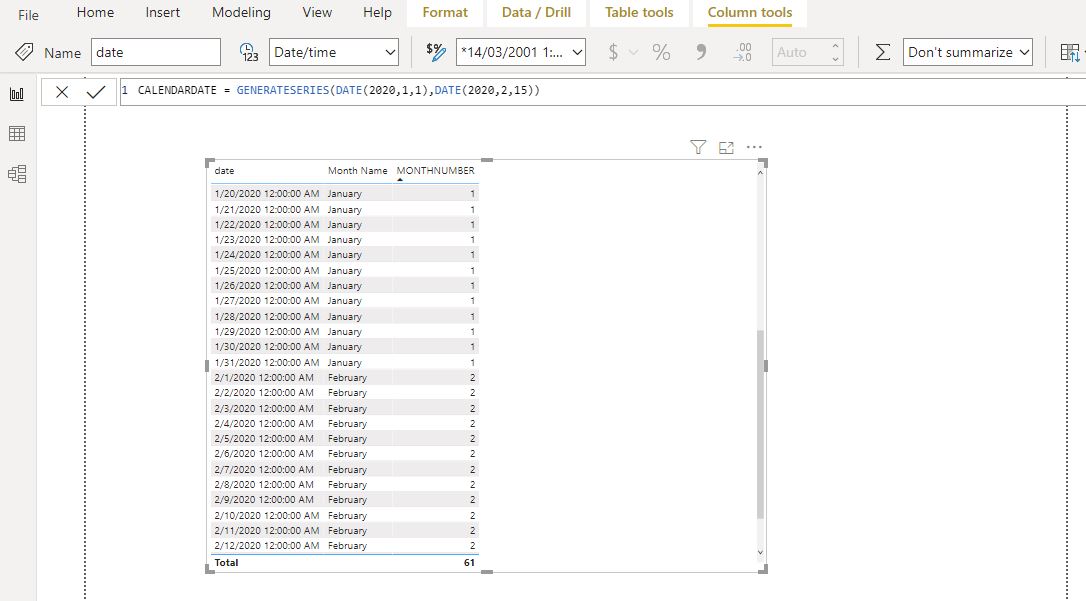 File Home Insert Modeling View Help Format Data / Drill Table tools Column tools
Name date Date/time *14/03/2001 1:... $ % Auto Don't summarize
1 CALENDARDATE = GENERATESERIES(DATE(2020,1,1),DATE(2020,2,15))
date Month Name MONTHNUMBER
1/20/2020 12:00:00 AM January 1
1/21/2020 12:00:00 AM January 1
1/22/2020 12:00:00 AM January 1
1/23/2020 12:00:00 AM January 1
1/24/2020 12:00:00 AM January 1
1/25/2020 12:00:00 AM January 1
1/26/2020 12:00:00 AM January 1
1/27/2020 12:00:00 AM January 1
1/28/2020 12:00:00 AM January 1
1/29/2020 12:00:00 AM January 1
1/30/2020 12:00:00 AM January 1
1/31/2020 12:00:00 AM January 1
2/1/2020 12:00:00 AM February 2
2/2/2020 12:00:00 AM February 2
2/3/2020 12:00:00 AM February 2
2/4/2020 12:00:00 AM February 2
2/5/2020 12:00:00 AM February 2
2/6/2020 12:00:00 AM February 2
2/7/2020 12:00:00 AM February 2
2/8/2020 12:00:00 AM February 2
2/9/2020 12:00:00 AM February 2
2/10/2020 12:00:00 AM February 2
2/11/2020 12:00:00 AM February 2
2/12/2020 12:00:00 AM February 2
Total 61